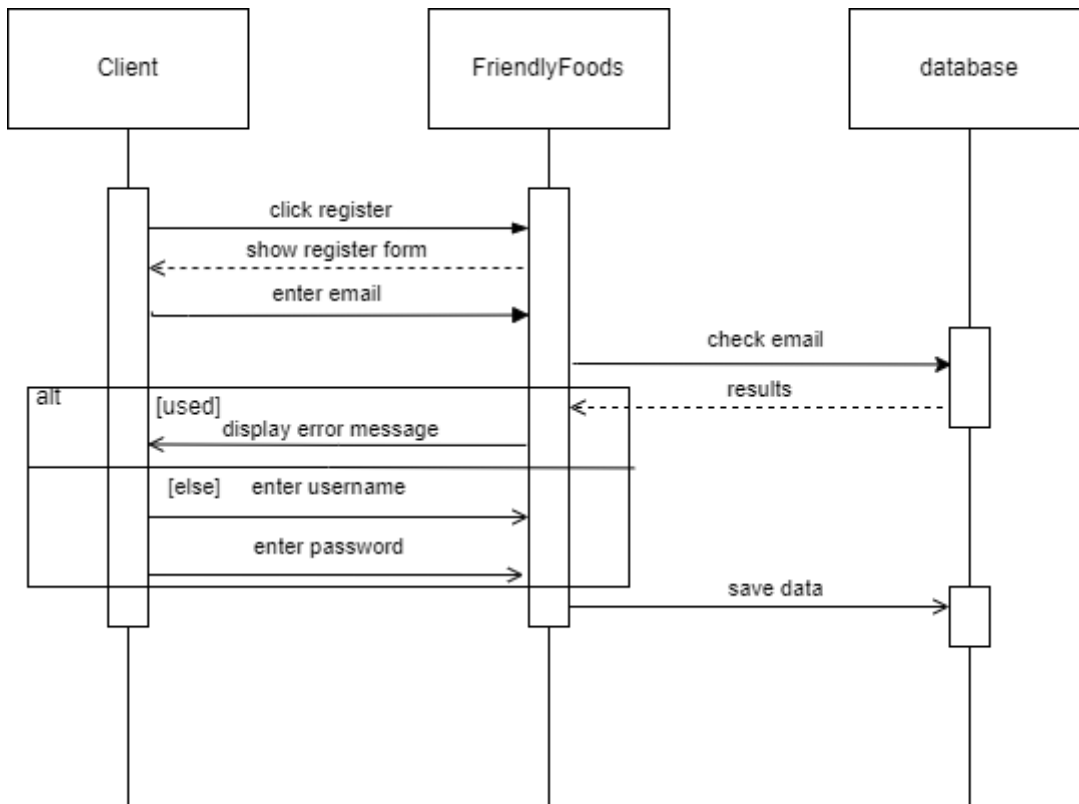 Client
FriendlyFoods
database
click register
show register form
enter email
check email
results
alt
[used]
display error message
[else]
enter username
enter password
save data